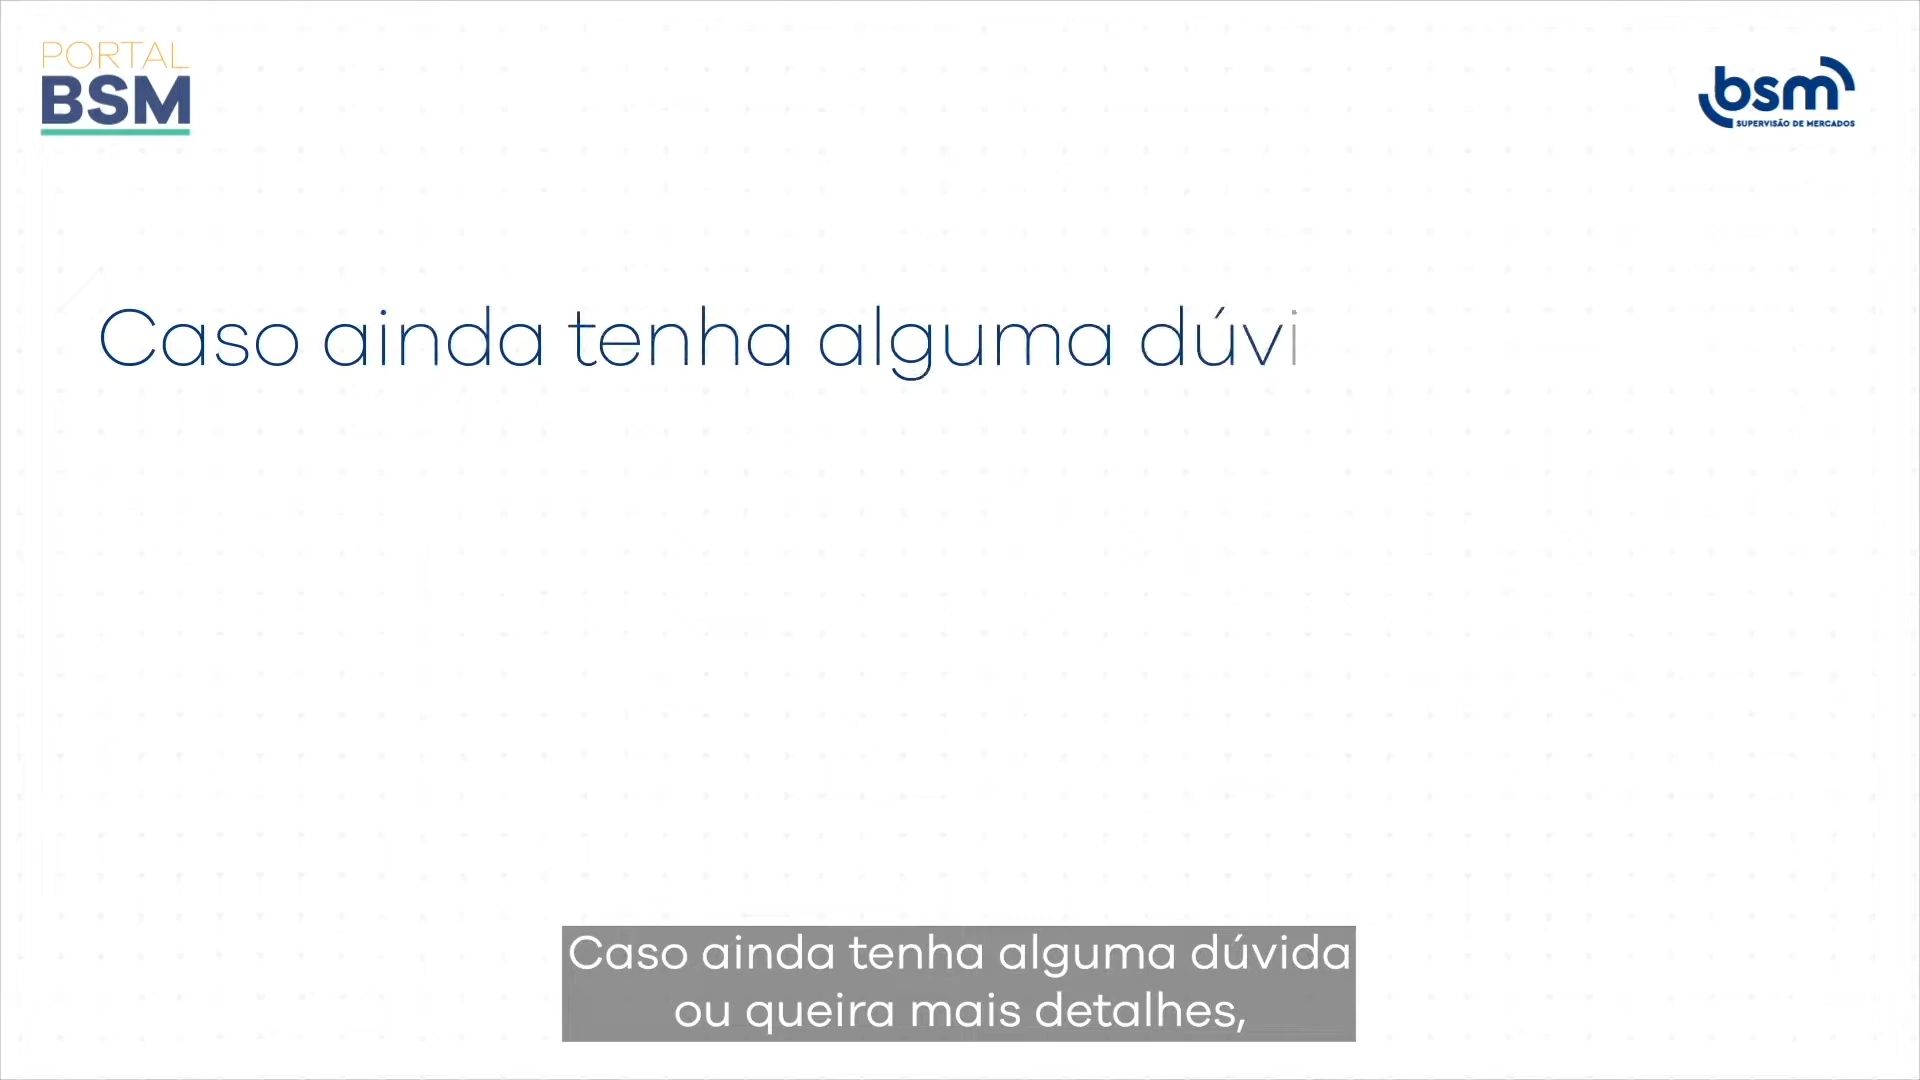 PORTAL
BSM
bsm
SUPERVISÃO DE MERCADOS
Caso ainda tenha alguma dúvi
Caso ainda tenha alguma dúvida
ou queira mais detalhes,